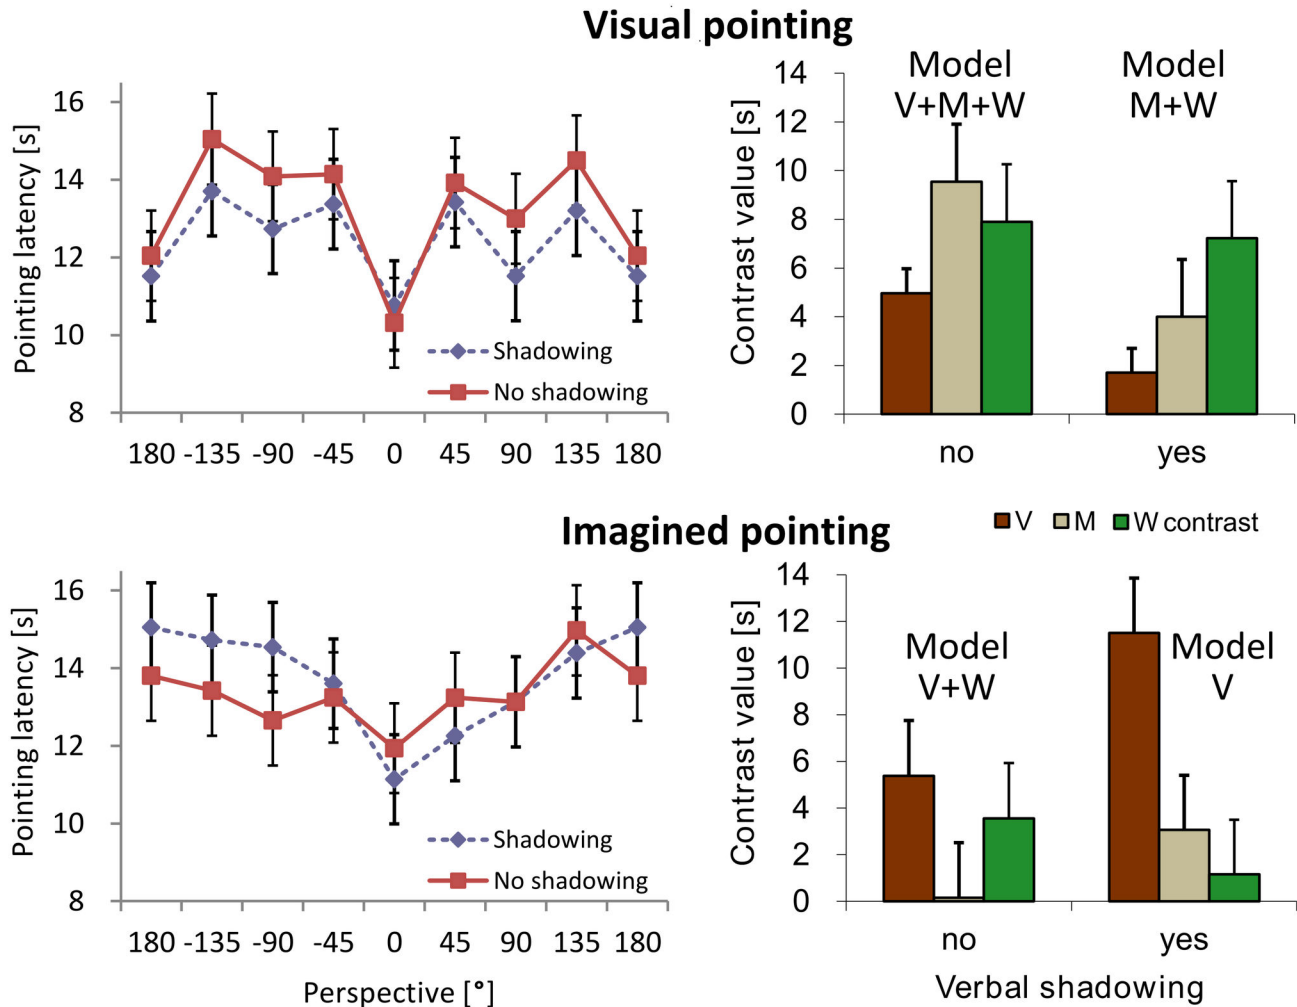 Visual pointing
Pointing latency [s]
16
14
12
10
8
180 -135 -90 -45 0 45 90 135 180
Shadowing
No shadowing
Contrast value [s]
14
12
10
8
6
4
2
0
Model
V+M+W
Model
M+W
no yes
V M W contrast
Imagined pointing
Pointing latency [s]
16
14
12
10
8
180 -135 -90 -45 0 45 90 135 180
Perspective [°]
Shadowing
No shadowing
Contrast value [s]
14
12
10
8
6
4
2
0
Model
V+W
Model
V
no yes
Verbal shadowing